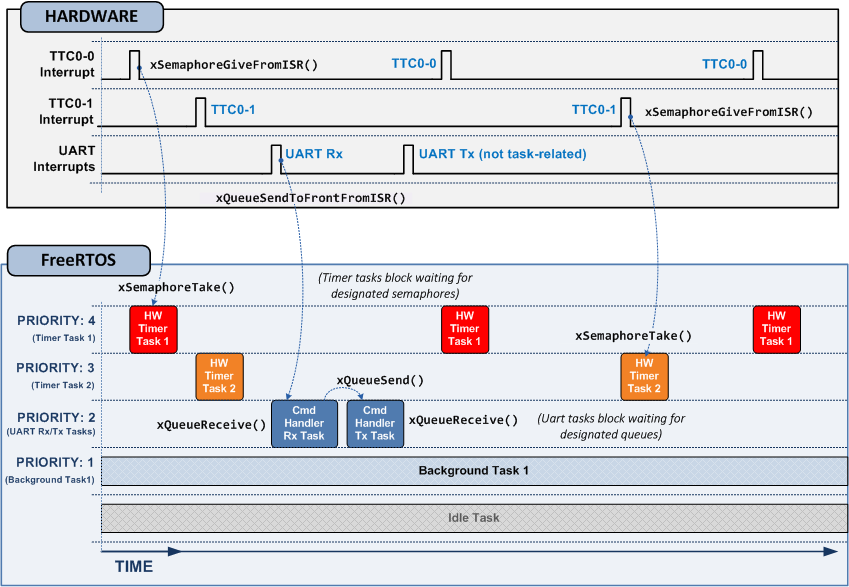 HARDWARE
TTC0-0
Interrupt
xSemaphoreGiveFromISR()
TTC0-0
TTC0-0
TTC0-1
Interrupt
TTC0-1
TTC0-1
xSemaphoreGiveFromISR()
UART
Interrupts
UART Rx
UART Tx (not task-related)
xQueueSendToFrontFromISR()
FreeRTOS
xSemaphoreTake()
(Timer tasks block waiting for
designated semaphores)
PRIORITY: 4
(Timer Task 1)
HW
Timer
Task 1
HW
Timer
Task 1
HW
Timer
Task 1
xSemaphoreTake()
PRIORITY: 3
(Timer Task 2)
HW
Timer
Task 2
HW
Timer
Task 2
xQueueSend()
PRIORITY: 2
(UART Rx/Tx Tasks)
xQueueReceive()
Cmd
Handler
Rx Task
Cmd
Handler
Tx Task
xQueueReceive()
(Uart tasks block waiting for
designated queues)
PRIORITY: 1
(Background Task1)
Background Task 1
Idle Task
TIME